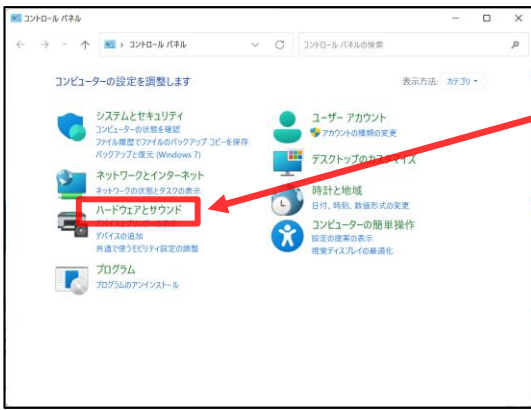 コントロール パネル
コントロール パネル
コントロール パネルの検索
コンピューターの設定を調整します
表示方法: カテゴリ
システムとセキュリティ
コンピューターの状態を確認
ファイル履歴でファイルのバックアップ コピーを保存
バックアップと復元 (Windows 7)
ネットワークとインターネット
ネットワークの状態とタスクの表示
ハードウェアとサウンド
デバイスとプリンターの表示
デバイスの追加
共通で使うモビリティ設定の調整
プログラム
プログラムのアンインストール
ユーザー アカウント
アカウントの種類の変更
デスクトップのカスタマイズ
時計と地域
日付、時刻、数値形式の変更
コンピューターの簡単操作
設定の提案の表示
視覚ディスプレイの最適化